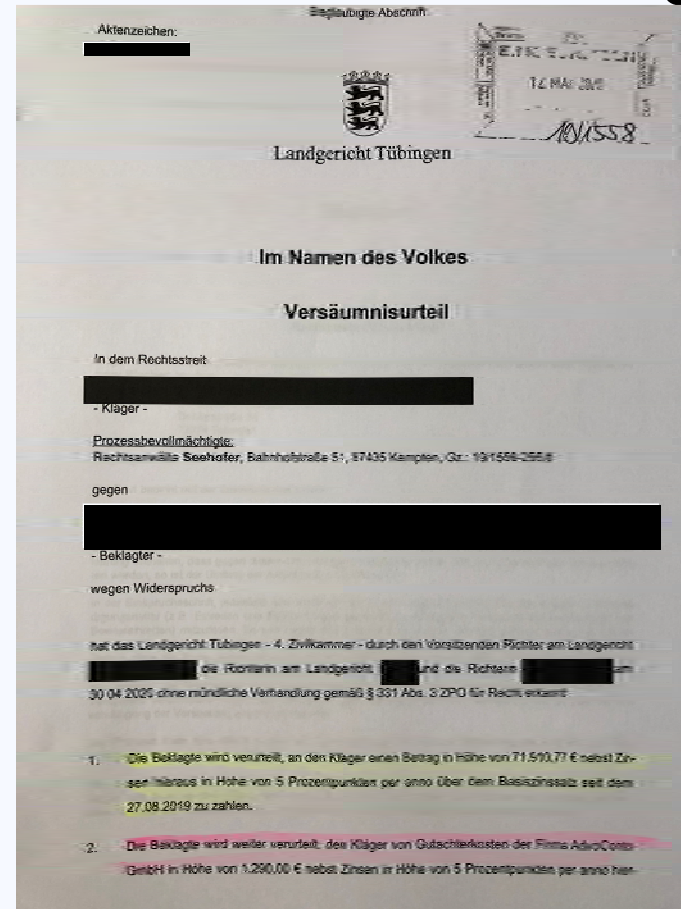 Beglaubigte Abschrift
Aktenzeichen:
MAI
19/1558
Landgericht Tübingen
Im Namen des Volkes
Versäumnisurteil
In dem Rechtsstreit
- Kläger -
Prozessbevollmächtigte:
Rechtsanwälte Seehofer, Bahnhofstraße 87435 Kempten, Gz.:
gegen
- Beklagter -
wegen Widerspruchs
hat das Landgericht Tübingen - 4. Zivilkammer - durch den Vorsitzenden Richter am Landgericht
die Richterin am Landgericht und die Richterin am
ohne mündliche Verhandlung gemäß § 331 Abs. 3 ZPO für Recht erkannt
1. Die Beklagte wird verurteilt, an den Kläger einen Betrag in Höhe von 71.510,77 € nebst Zin-
sen hieraus in Höhe von 5 Prozentpunkten per anno über dem Basiszinssatz seit dem
27.08.2019 zu zahlen.
2. Die Beklagte wird weiter verurteilt, den Kläger von Gutachterkosten der Firma
GmbH in Höhe von 1.290,00 € nebst Zinsen in Höhe von 5 Prozentpunkten per anno hier-